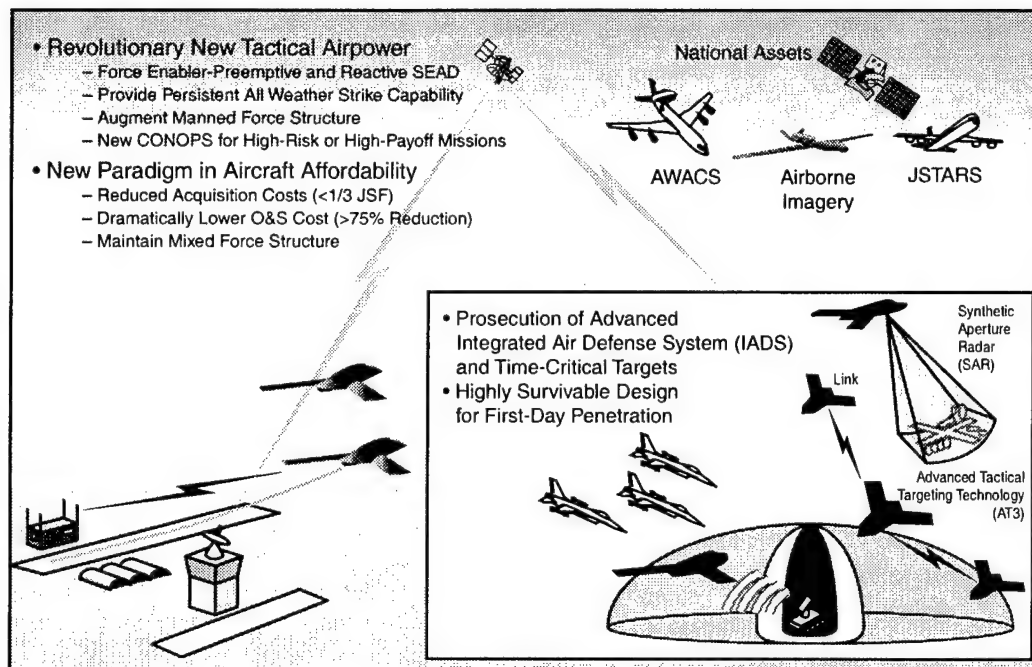 • Revolutionary New Tactical Airpower
– Force Enabler-Preemptive and Reactive SEAD
– Provide Persistent All Weather Strike Capability
– Augment Manned Force Structure
– New CONOPS for High-Risk or High-Payoff Missions
• New Paradigm in Aircraft Affordability
– Reduced Acquisition Costs (<1/3 JSF)
– Dramatically Lower O&S Cost (>75% Reduction)
– Maintain Mixed Force Structure
National Assets
AWACS
Airborne
Imagery
JSTARS
• Prosecution of Advanced
Integrated Air Defense System (IADS)
and Time-Critical Targets
• Highly Survivable Design
for First-Day Penetration
Synthetic
Aperture
Radar
(SAR)
Link
Advanced Tactical
Targeting Technology
(AT3)